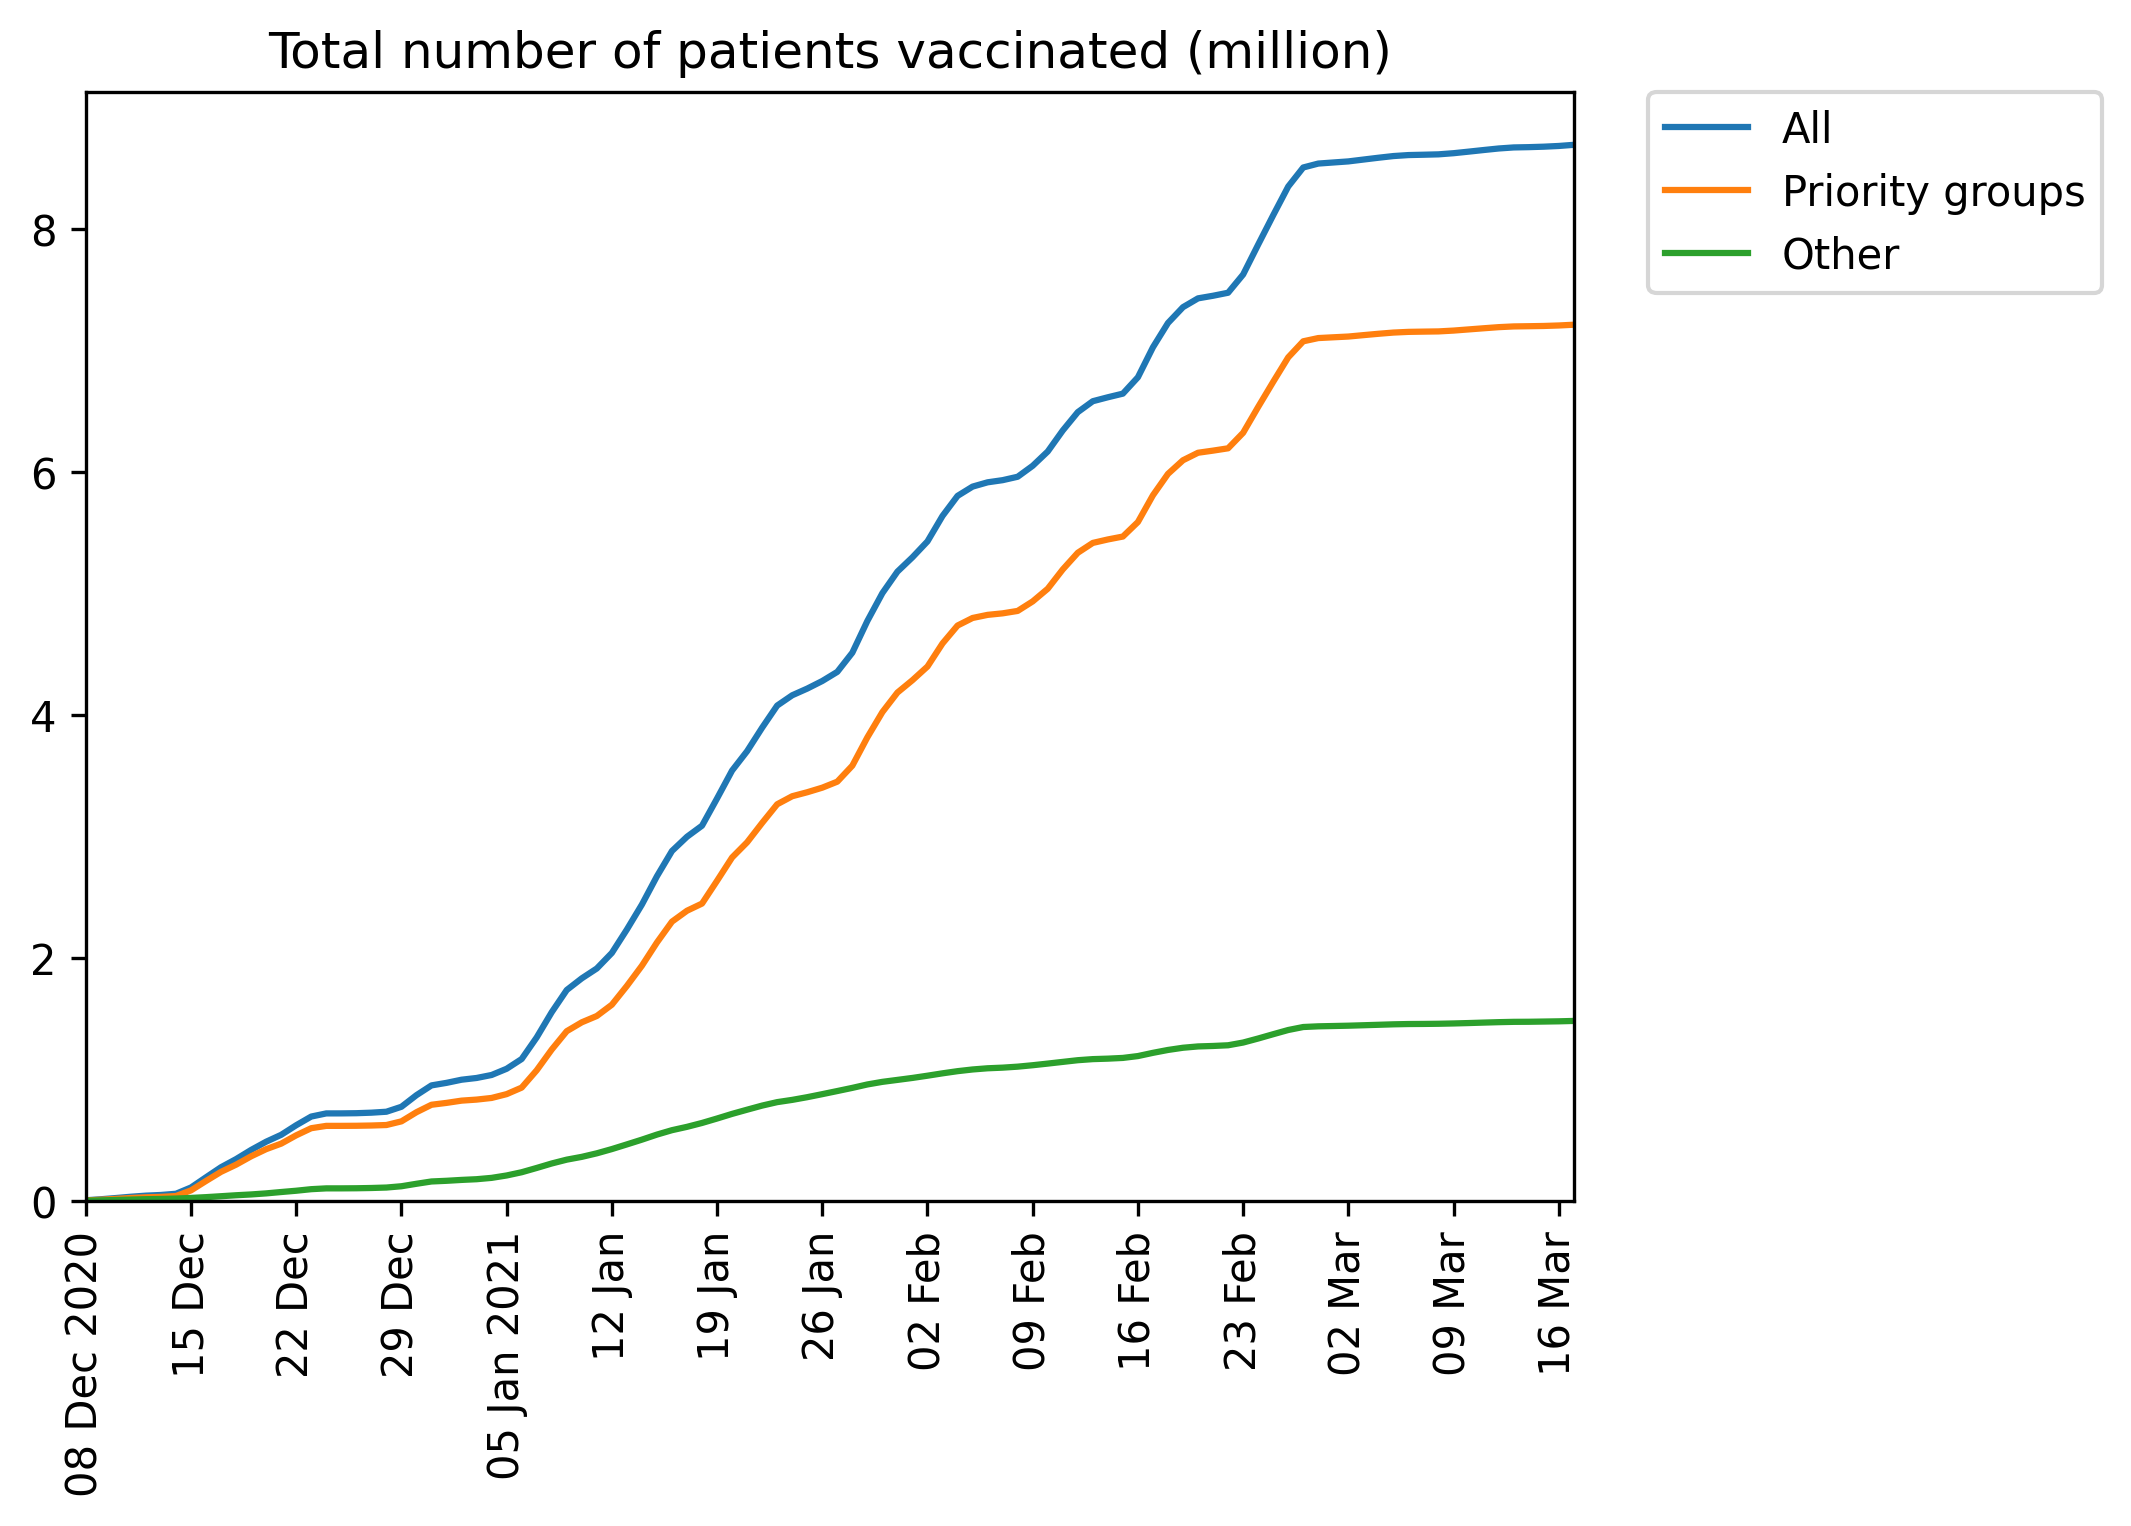 Total number of patients vaccinated (million)
All
Priority groups
Other
8
6
4
2
0
08 Dec 2020
15 Dec
22 Dec
29 Dec
05 Jan 2021
12 Jan
19 Jan
26 Jan
02 Feb
09 Feb
16 Feb
23 Feb
02 Mar
09 Mar
16 Mar